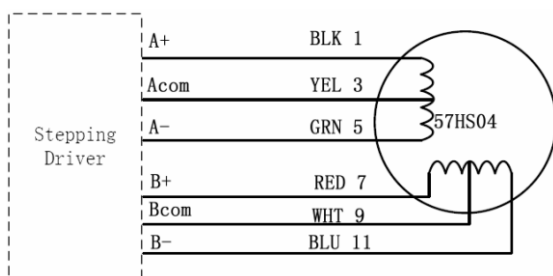 A+ BLK 1
Acom YEL 3
A- GRN 5
57HS04
Stepping
Driver
B+ RED 7
Bcom WHT 9
B- BLU 11